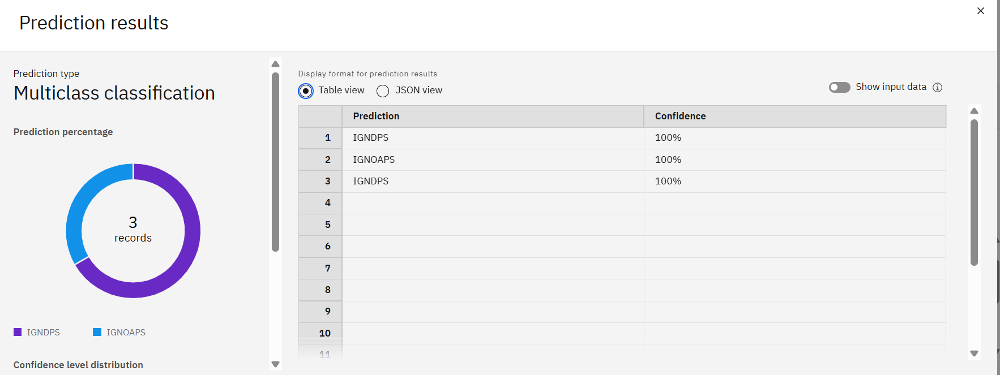 Prediction results
Prediction type
Multiclass classification
Prediction percentage
3
records
IGNDPS IGNOAPS
Confidence level distribution
Display format for prediction results
Table view JSON view
Show input data
Prediction Confidence
1 IGNDPS 100%
2 IGNOAPS 100%
3 IGNDPS 100%
4
5
6
7
8
9
10
11